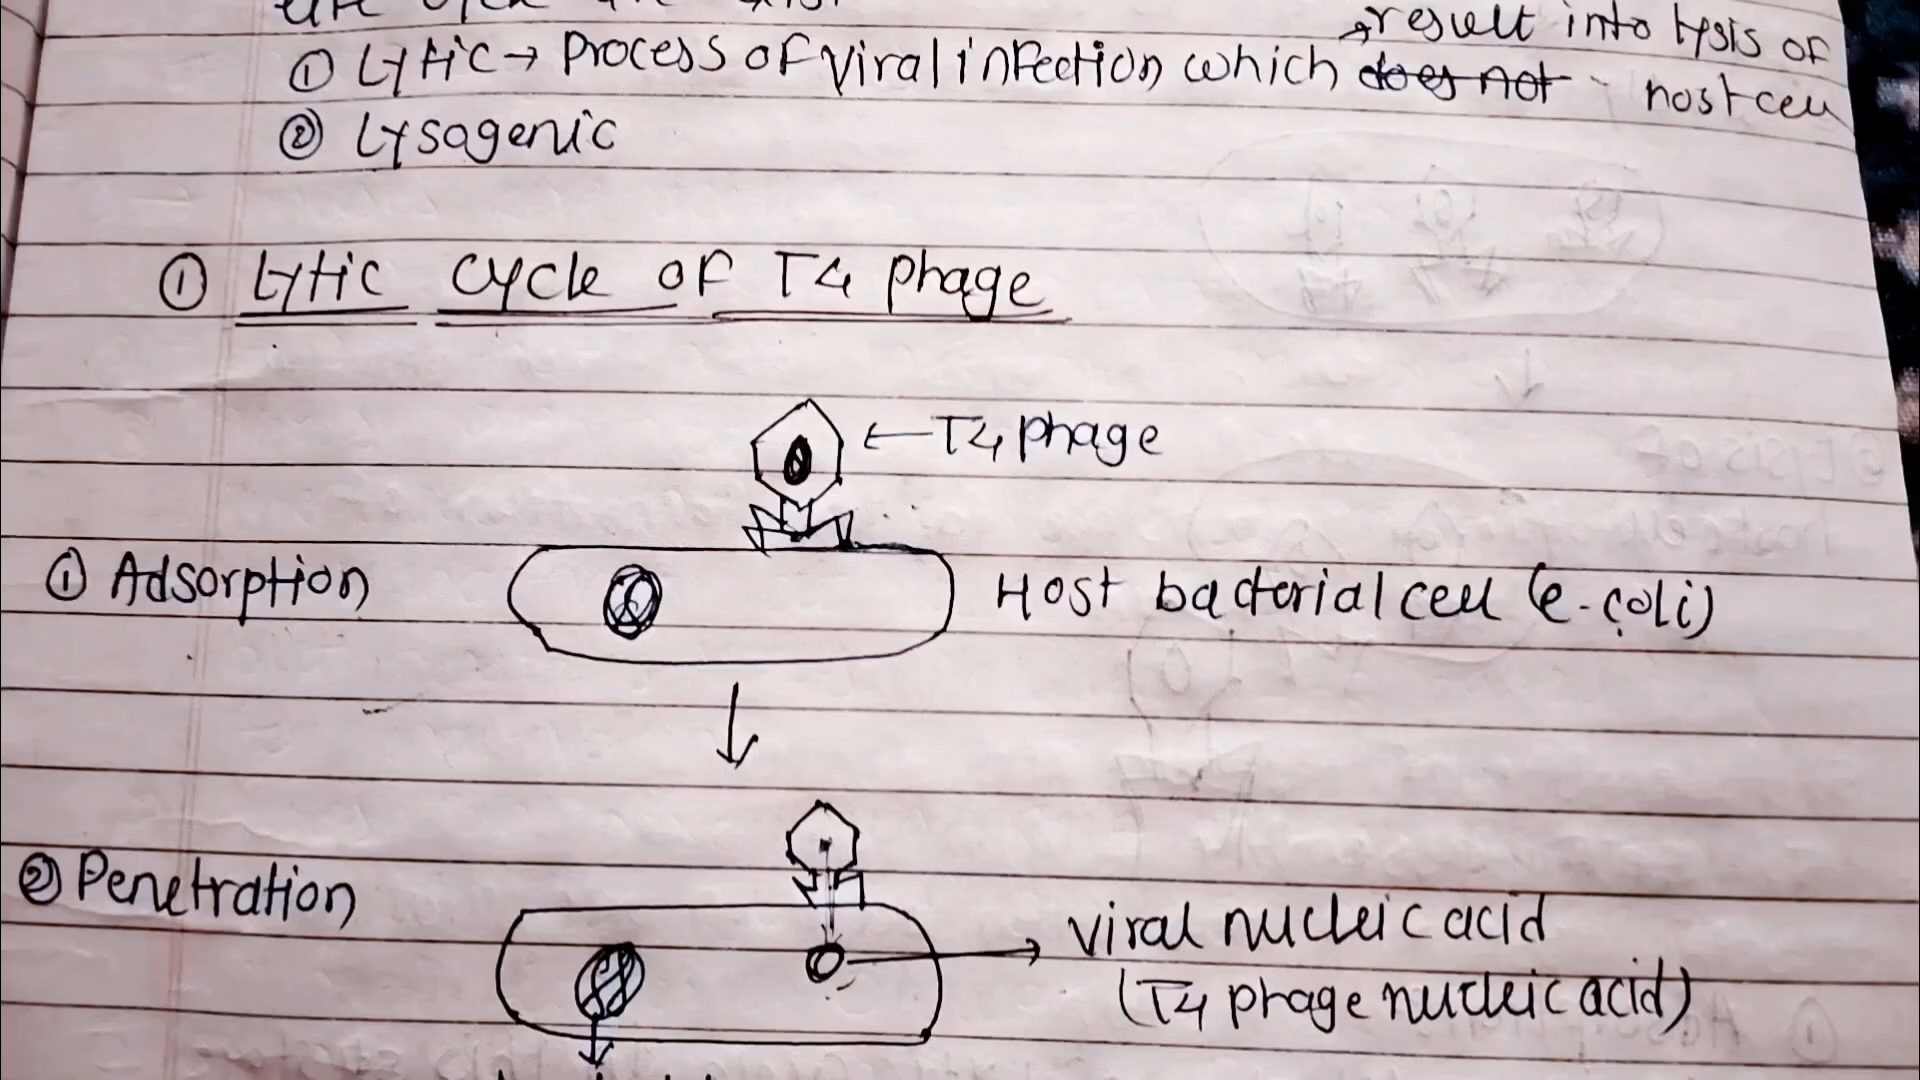 ① Lytic → Process of viral infection which does not result into lysis of
host cell
② Lysogenic
① Lytic cycle of T4 phage
← T4 phage
① Adsorption
Host bacterial cell (e-coli)
② Penetration
viral nucleic acid
(T4 phage nucleic acid)